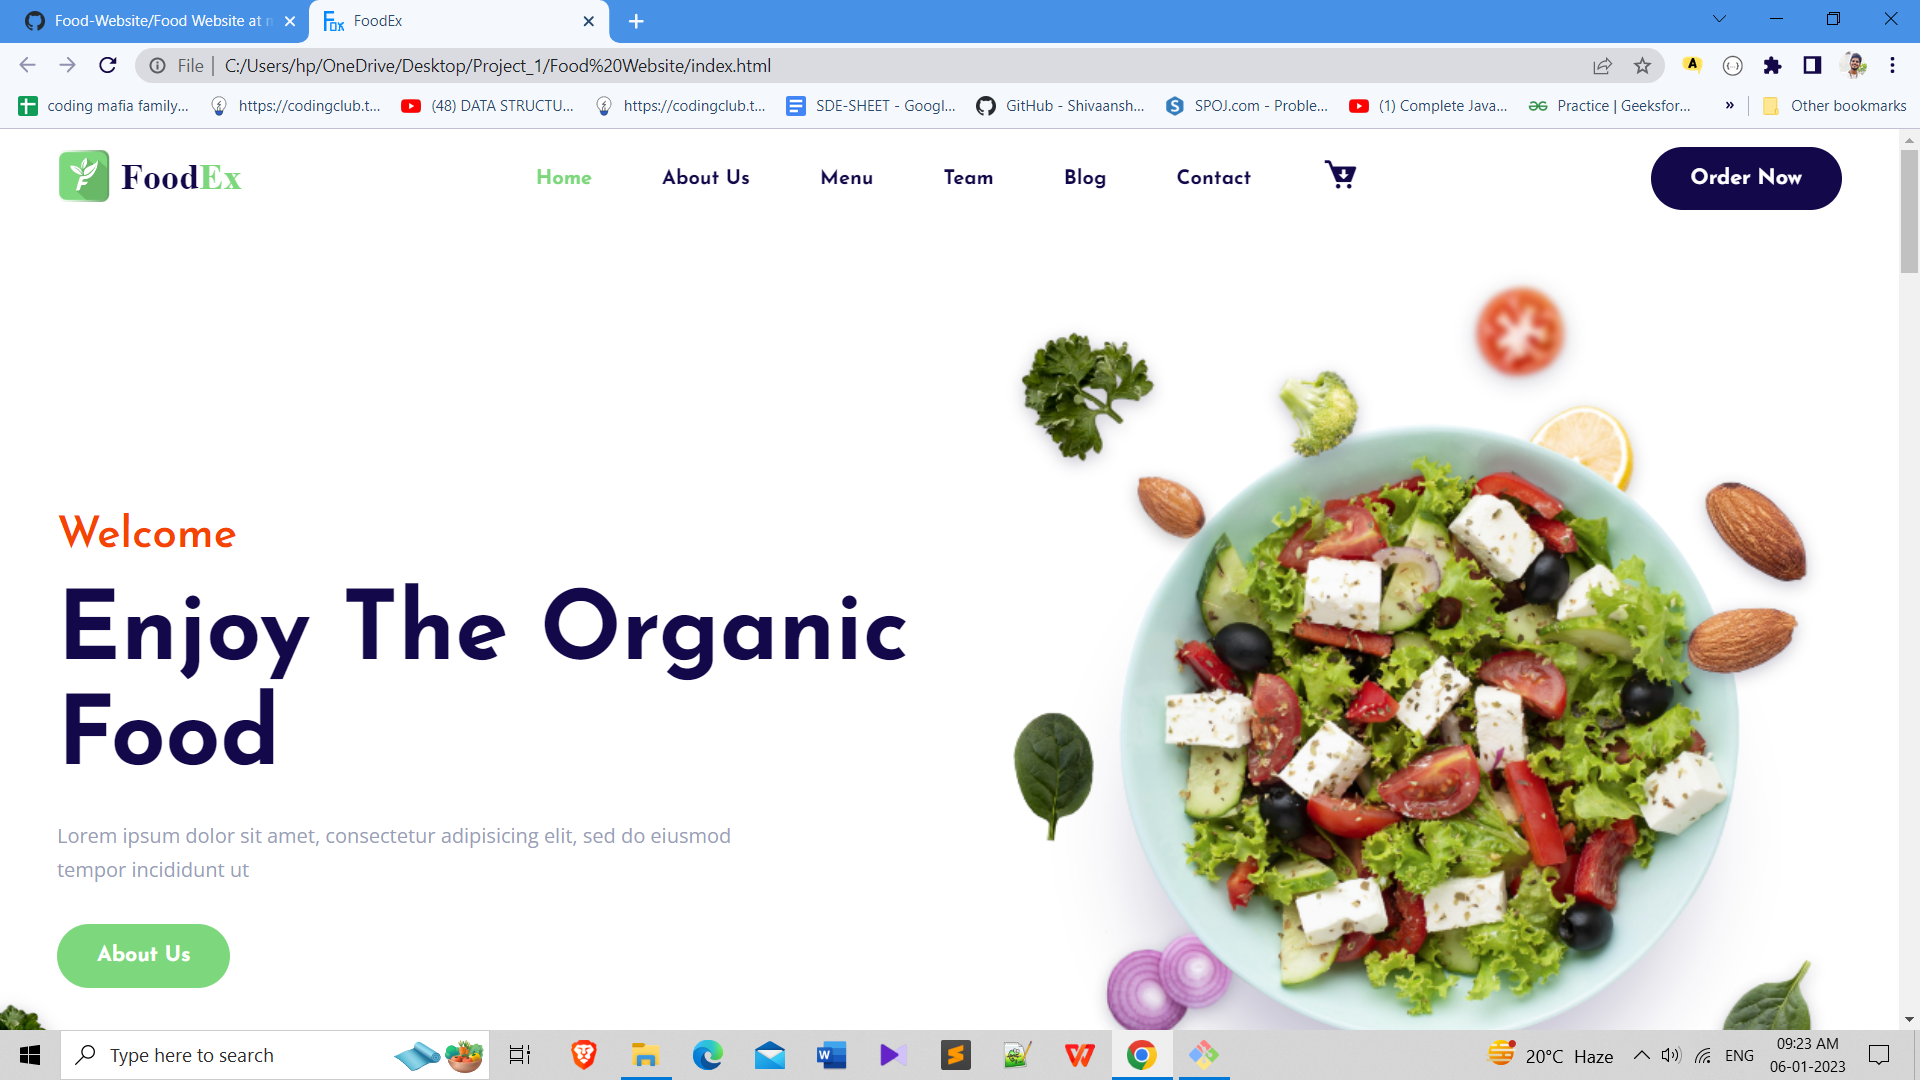 Food-Website/Food Website at m
FoodEx
File | C:/Users/hp/OneDrive/Desktop/Project_1/Food%20Website/index.html
coding mafia family...
https://codingclub.t...
(48) DATA STRUCTU...
https://codingclub.t...
SDE-SHEET - Googl...
GitHub - Shivaansh...
SPOJ.com - Proble...
(1) Complete Java...
Practice | Geeksfor...
»
Other bookmarks
FoodEx
Home
About Us
Menu
Team
Blog
Contact
Order Now
Welcome
Enjoy The Organic
Food
Lorem ipsum dolor sit amet, consectetur adipisicing elit, sed do eiusmod
tempor incididunt ut
About Us
Type here to search
20°C Haze
ENG
09:23 AM
06-01-2023